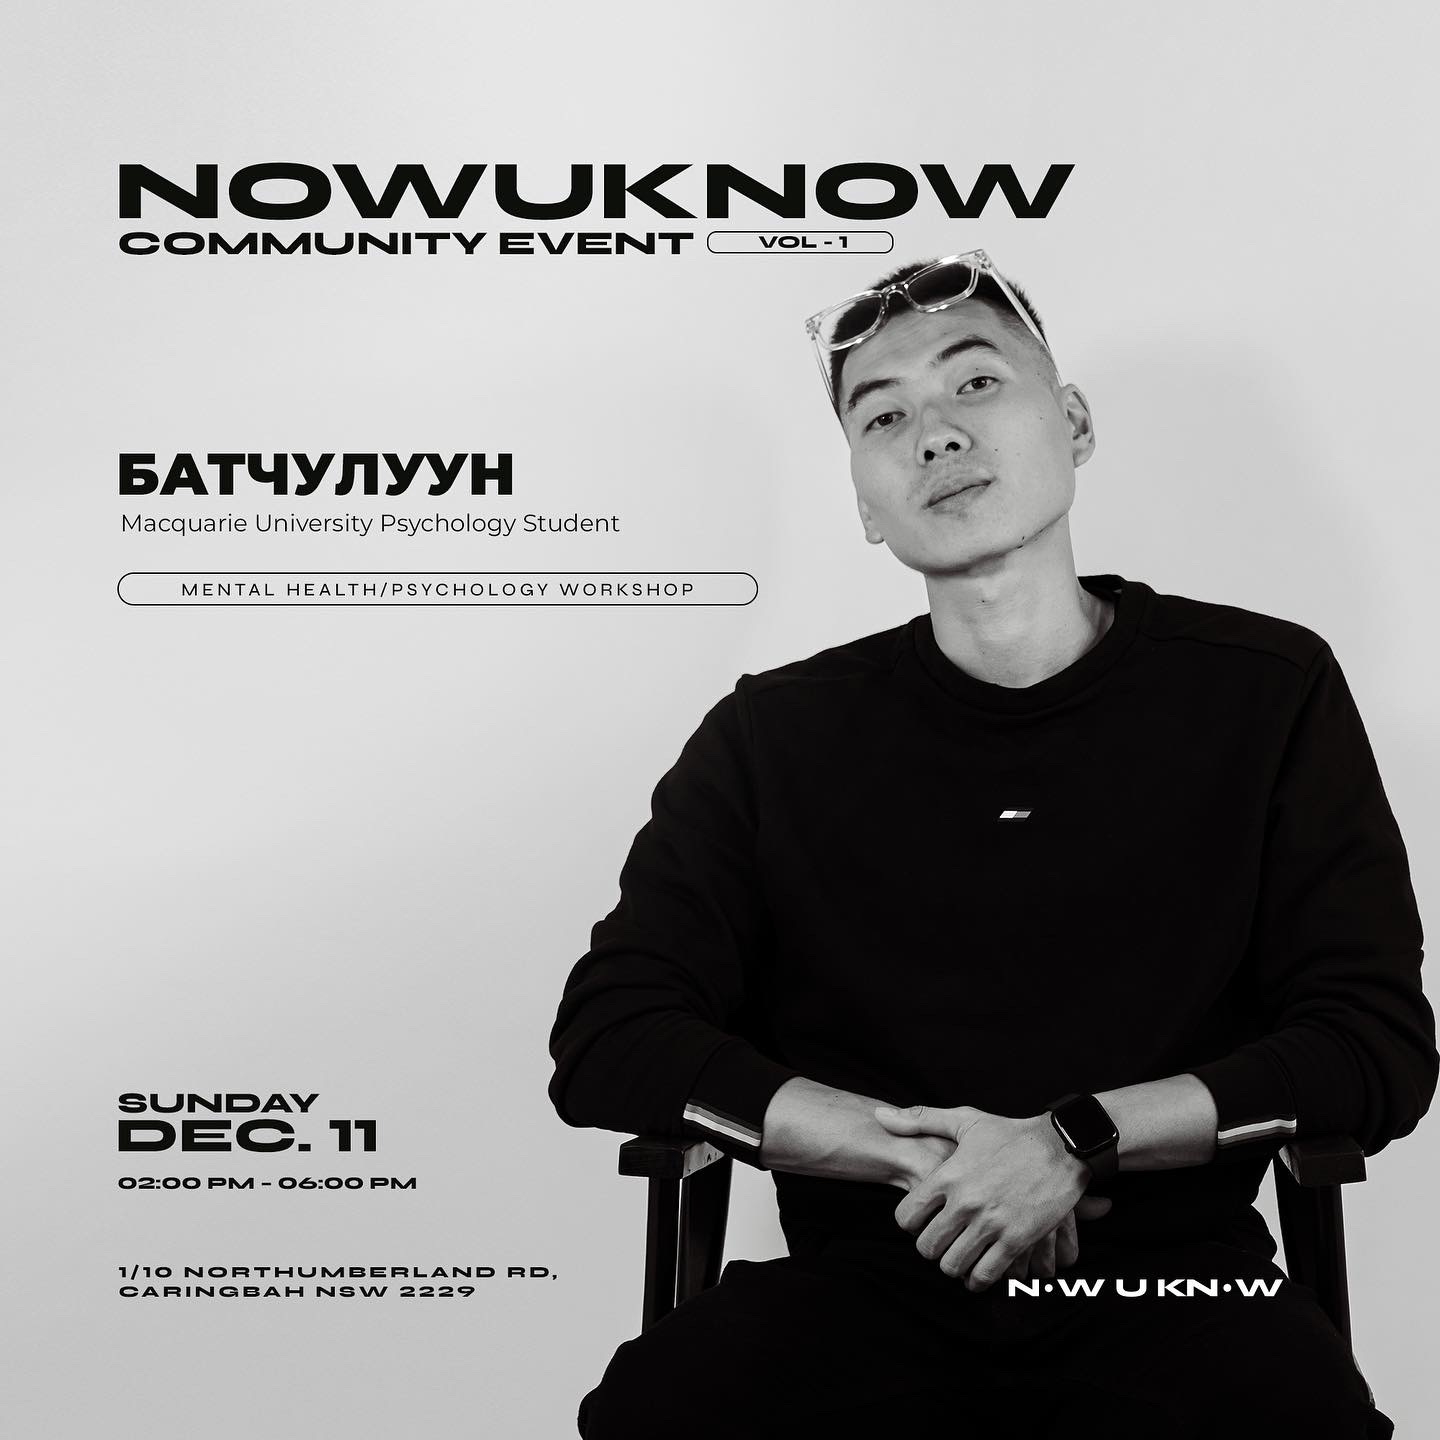 NOWUKNOW
COMMUNITY EVENT VOL - 1
БАТЧУЛУУН
Macquarie University Psychology Student
MENTAL HEALTH/PSYCHOLOGY WORKSHOP
SUNDAY
DEC. 11
02:00 PM - 06:00 PM
1/10 NORTHUMBERLAND RD,
CARINGBAH NSW 2229
N•W U KN•W